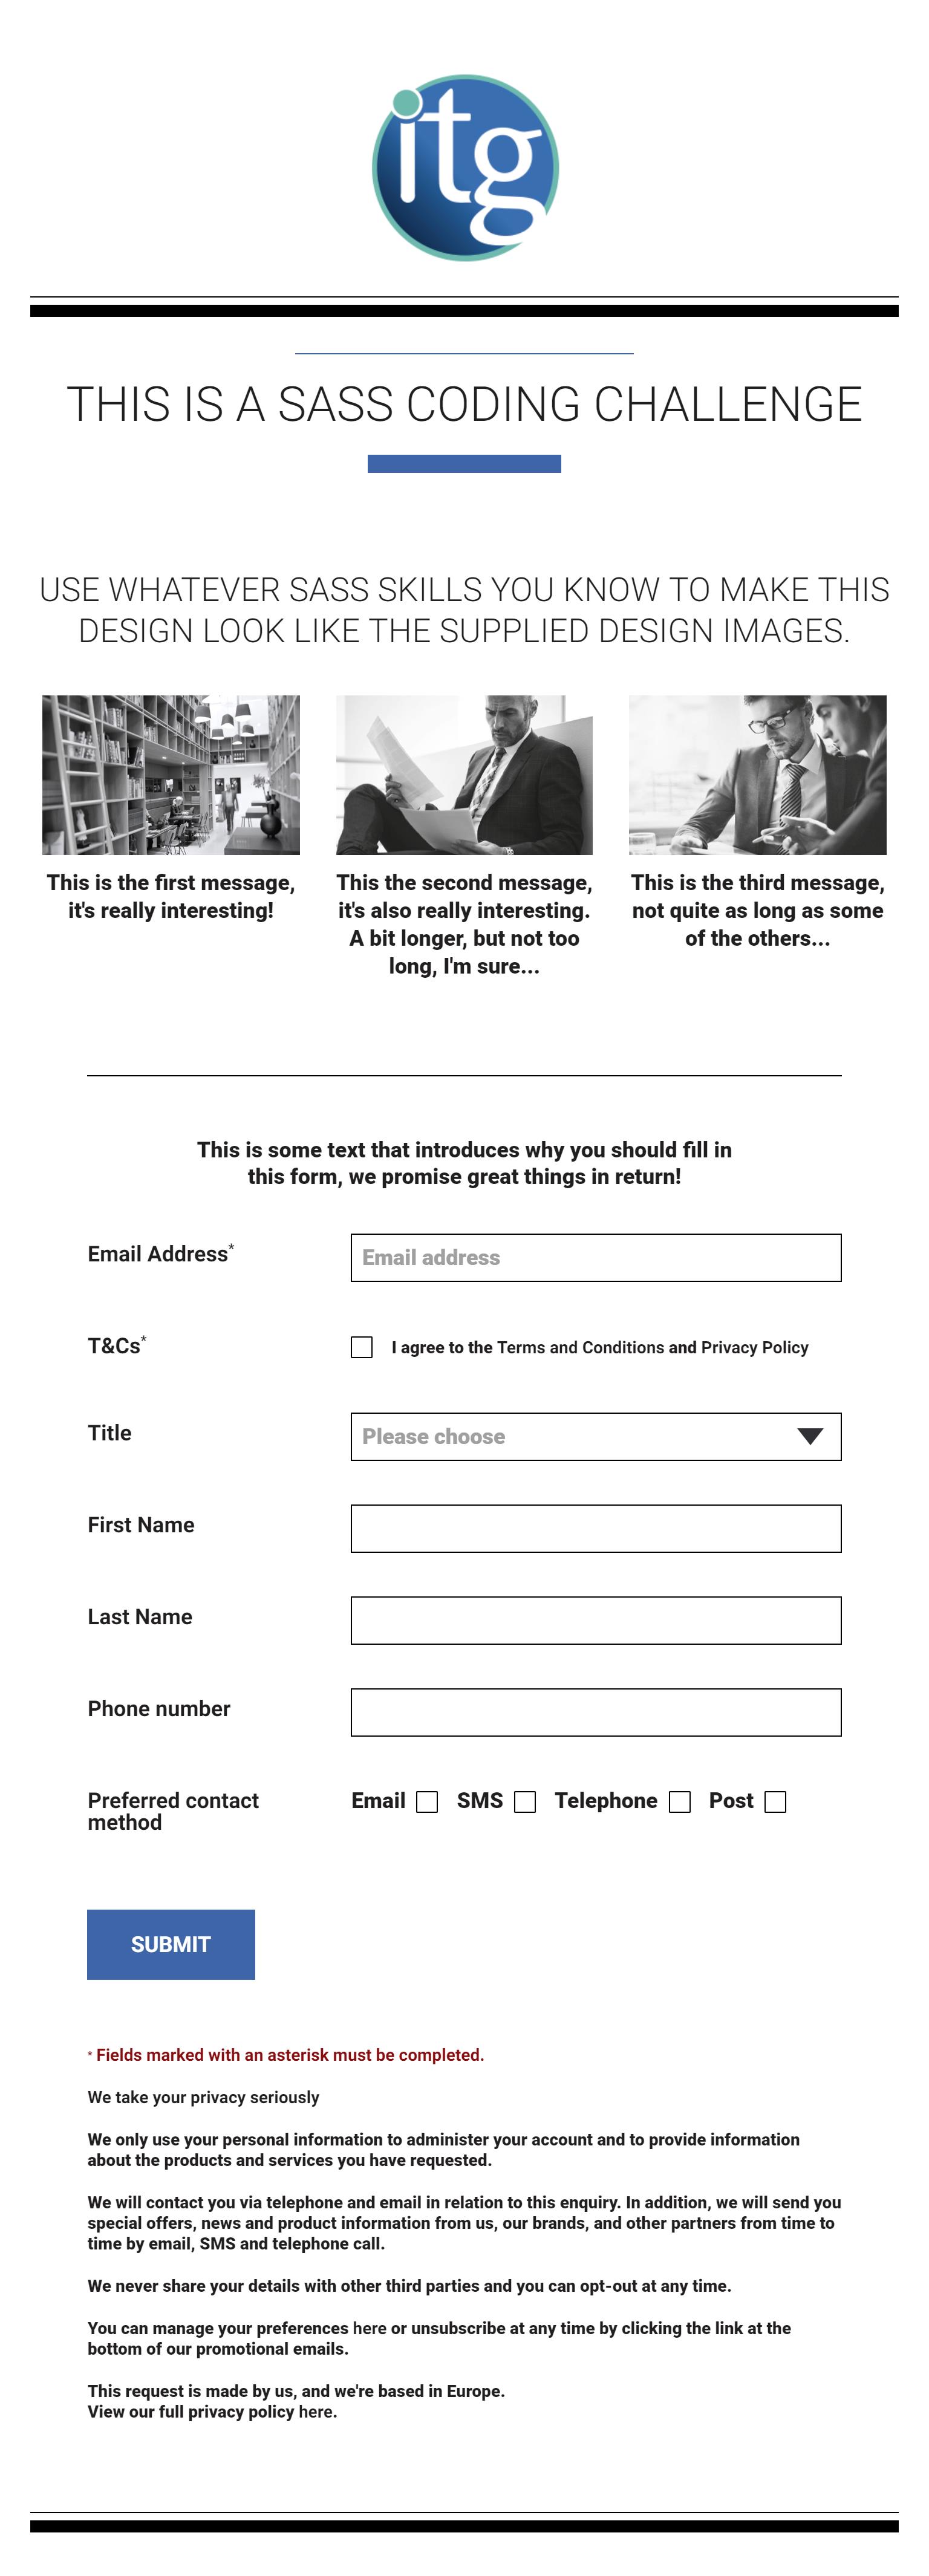 itg
THIS IS A SASS CODING CHALLENGE
USE WHATEVER SASS SKILLS YOU KNOW TO MAKE THIS
DESIGN LOOK LIKE THE SUPPLIED DESIGN IMAGES.
This is the first message,
it's really interesting!
This the second message,
it's also really interesting.
A bit longer, but not too
long, I'm sure...
This is the third message,
not quite as long as some
of the others...
This is some text that introduces why you should fill in
this form, we promise great things in return!
Email Address*
Email address
T&Cs*
I agree to the Terms and Conditions and Privacy Policy
Title
Please choose
First Name
Last Name
Phone number
Preferred contact
method
Email SMS Telephone Post
SUBMIT
* Fields marked with an asterisk must be completed.
We take your privacy seriously
We only use your personal information to administer your account and to provide information
about the products and services you have requested.
We will contact you via telephone and email in relation to this enquiry. In addition, we will send you
special offers, news and product information from us, our brands, and other partners from time to
time by email, SMS and telephone call.
We never share your details with other third parties and you can opt-out at any time.
You can manage your preferences here or unsubscribe at any time by clicking the link at the
bottom of our promotional emails.
This request is made by us, and we're based in Europe.
View our full privacy policy here.